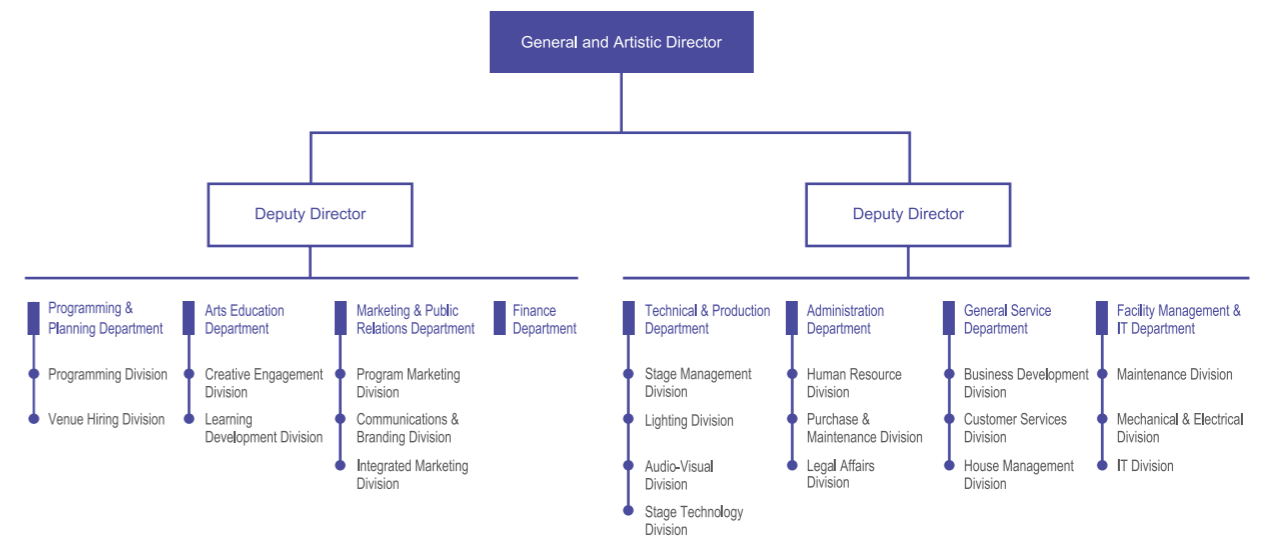 General and Artistic Director
Deputy Director
Deputy Director
Programming &
Planning Department
Programming Division
Venue Hiring Division
Arts Education
Department
Creative Engagement
Division
Learning
Development Division
Marketing & Public
Relations Department
Program Marketing
Division
Communications &
Branding Division
Integrated Marketing
Division
Finance
Department
Technical & Production
Department
Stage Management
Division
Lighting Division
Audio-Visual
Division
Stage Technology
Division
Administration
Department
Human Resource
Division
Purchase &
Maintenance Division
Legal Affairs
Division
General Service
Department
Business Development
Division
Customer Services
Division
House Management
Division
Facility Management &
IT Department
Maintenance Division
Mechanical & Electrical
Division
IT Division